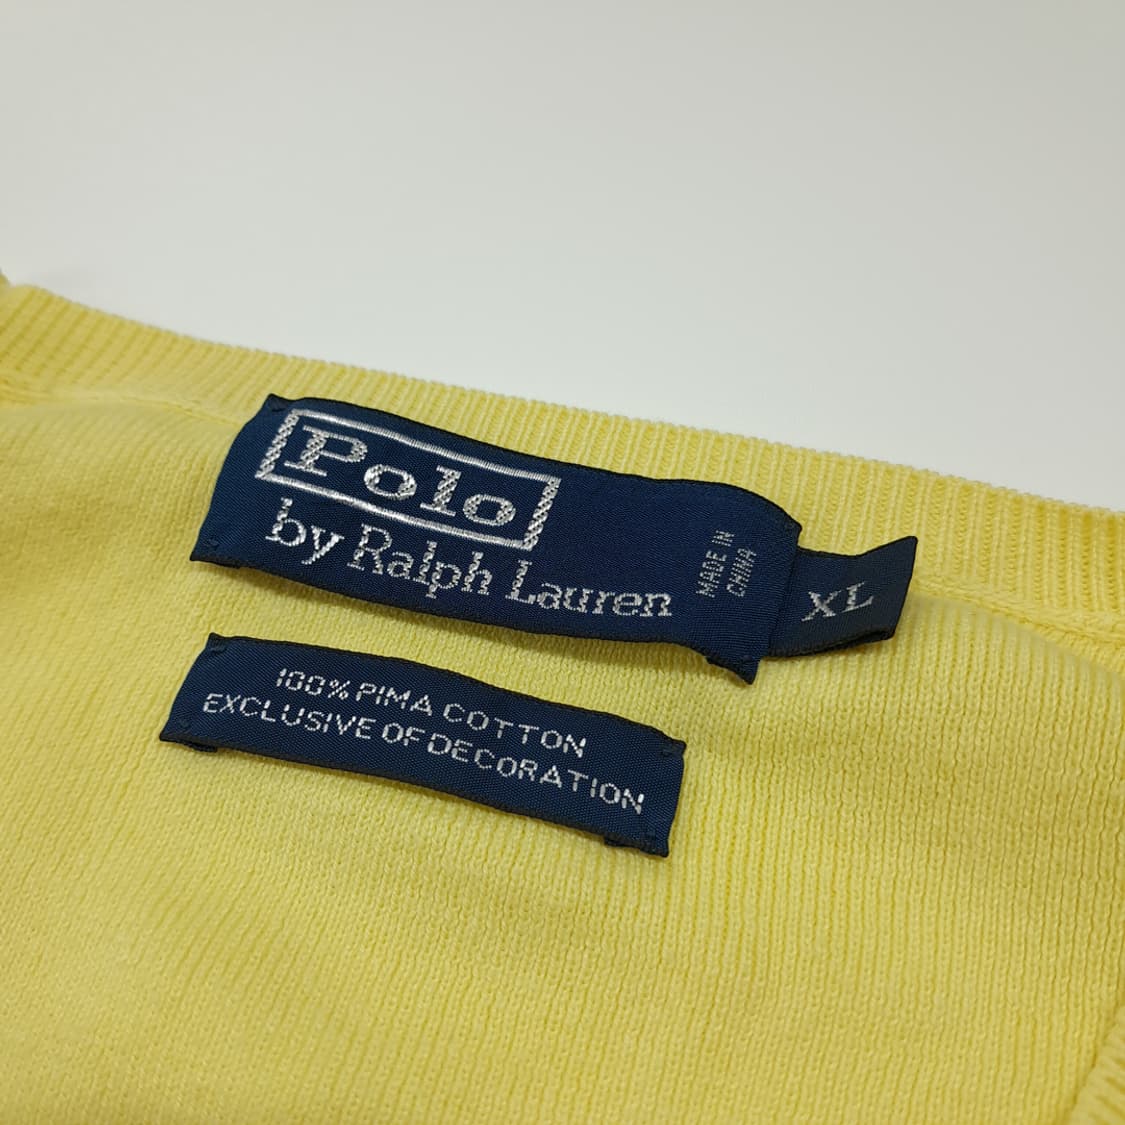 Polo
by Ralph Lauren
MADE IN
CHINA
XL
100% PIMA COTTON
EXCLUSIVE OF DECORATION